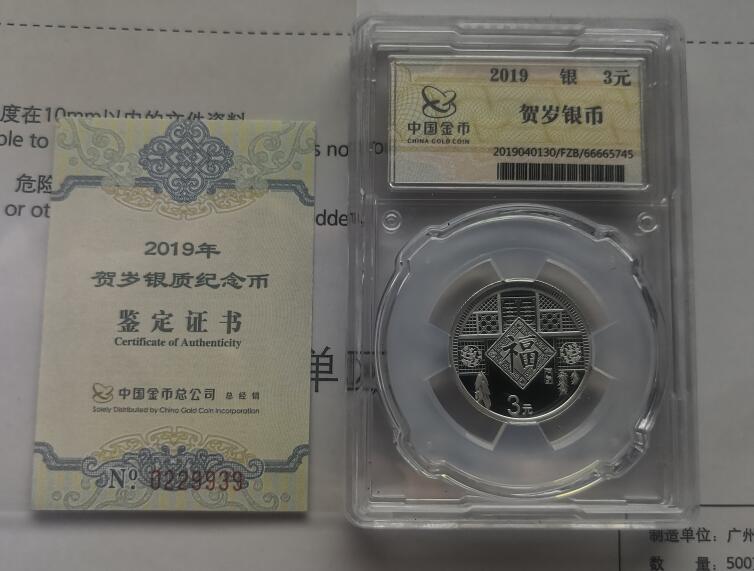 度在10mm以内的文件资料
ble to
危险
or ot
2019年
贺岁银质纪念币
鉴定证书
Certificate of Authenticity
中国金币总公司 总经销
Solely Distributed by China Gold Coin Incorporation
No. 0229939
2019 银 3元
中国金币
CHINA GOLD COIN
贺岁银币
2019040130/FZB/66665745
福
3元
单
制造单位：广州
数 量：500